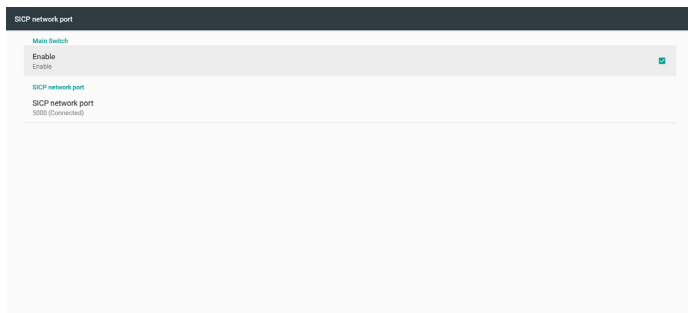 SICP network port
Main Switch
Enable
Enable
SICP network port
SICP network port
5000 (Connected)